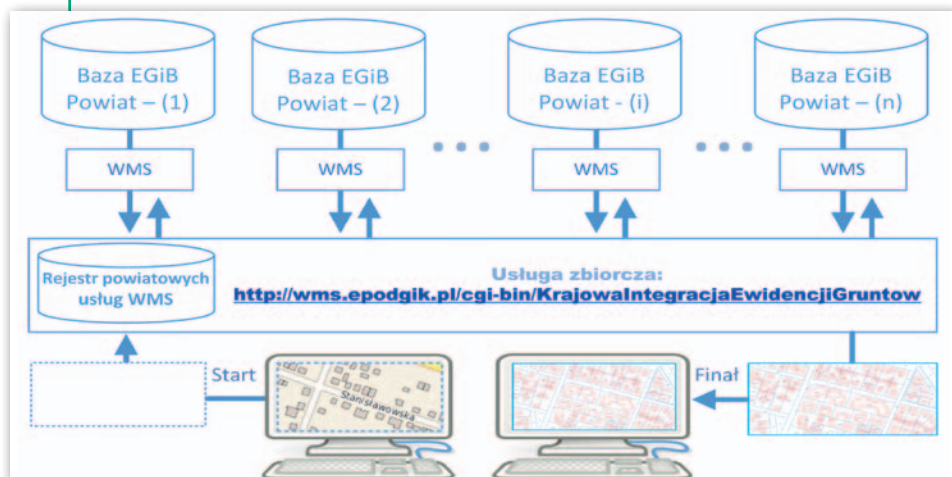 Baza EGiB
Powiat – (1)
Baza EGiB
Powiat – (2)
Baza EGiB
Powiat - (i)
Baza EGiB
Powiat – (n)
WMS
WMS
WMS
WMS
Rejestr powiatowych
usług WMS
Usługa zbiorcza:
http://wms.epodgik.pl/cgi-bin/KrajowaIntegracjaEwidencjiGruntow
Start
Stanisławowska
Finał